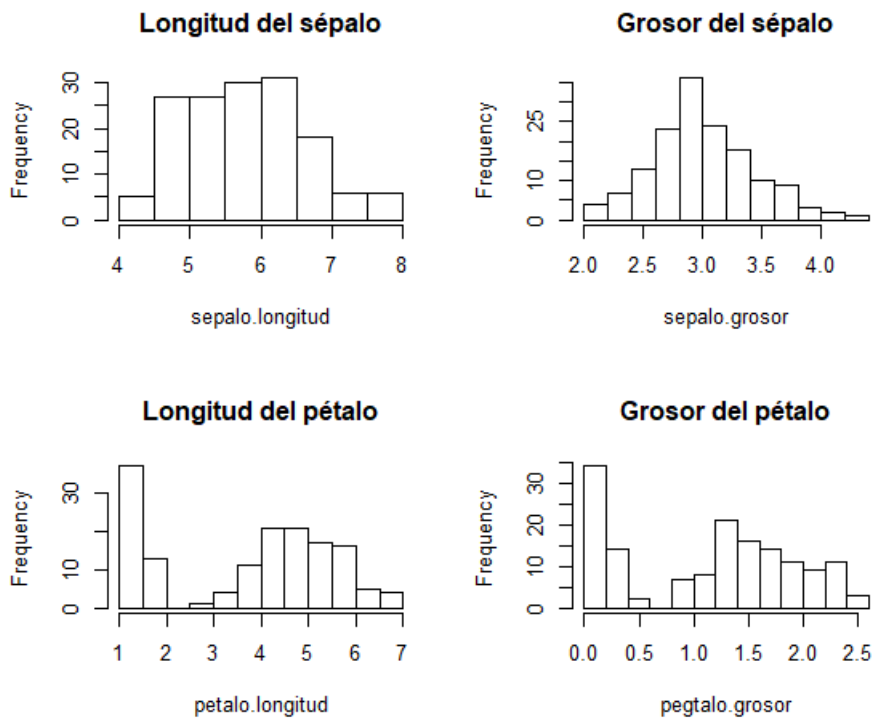 Longitud del sépalo
Frequency
0 10 20 30
4 5 6 7 8
sepalo.longitud
Grosor del sépalo
Frequency
0 10 25
2.0 2.5 3.0 3.5 4.0
sepalo.grosor
Longitud del pétalo
Frequency
0 10 30
1 2 3 4 5 6 7
petalo.longitud
Grosor del pétalo
Frequency
0 10 20 30
0.0 0.5 1.0 1.5 2.0 2.5
pegtalo.grosor